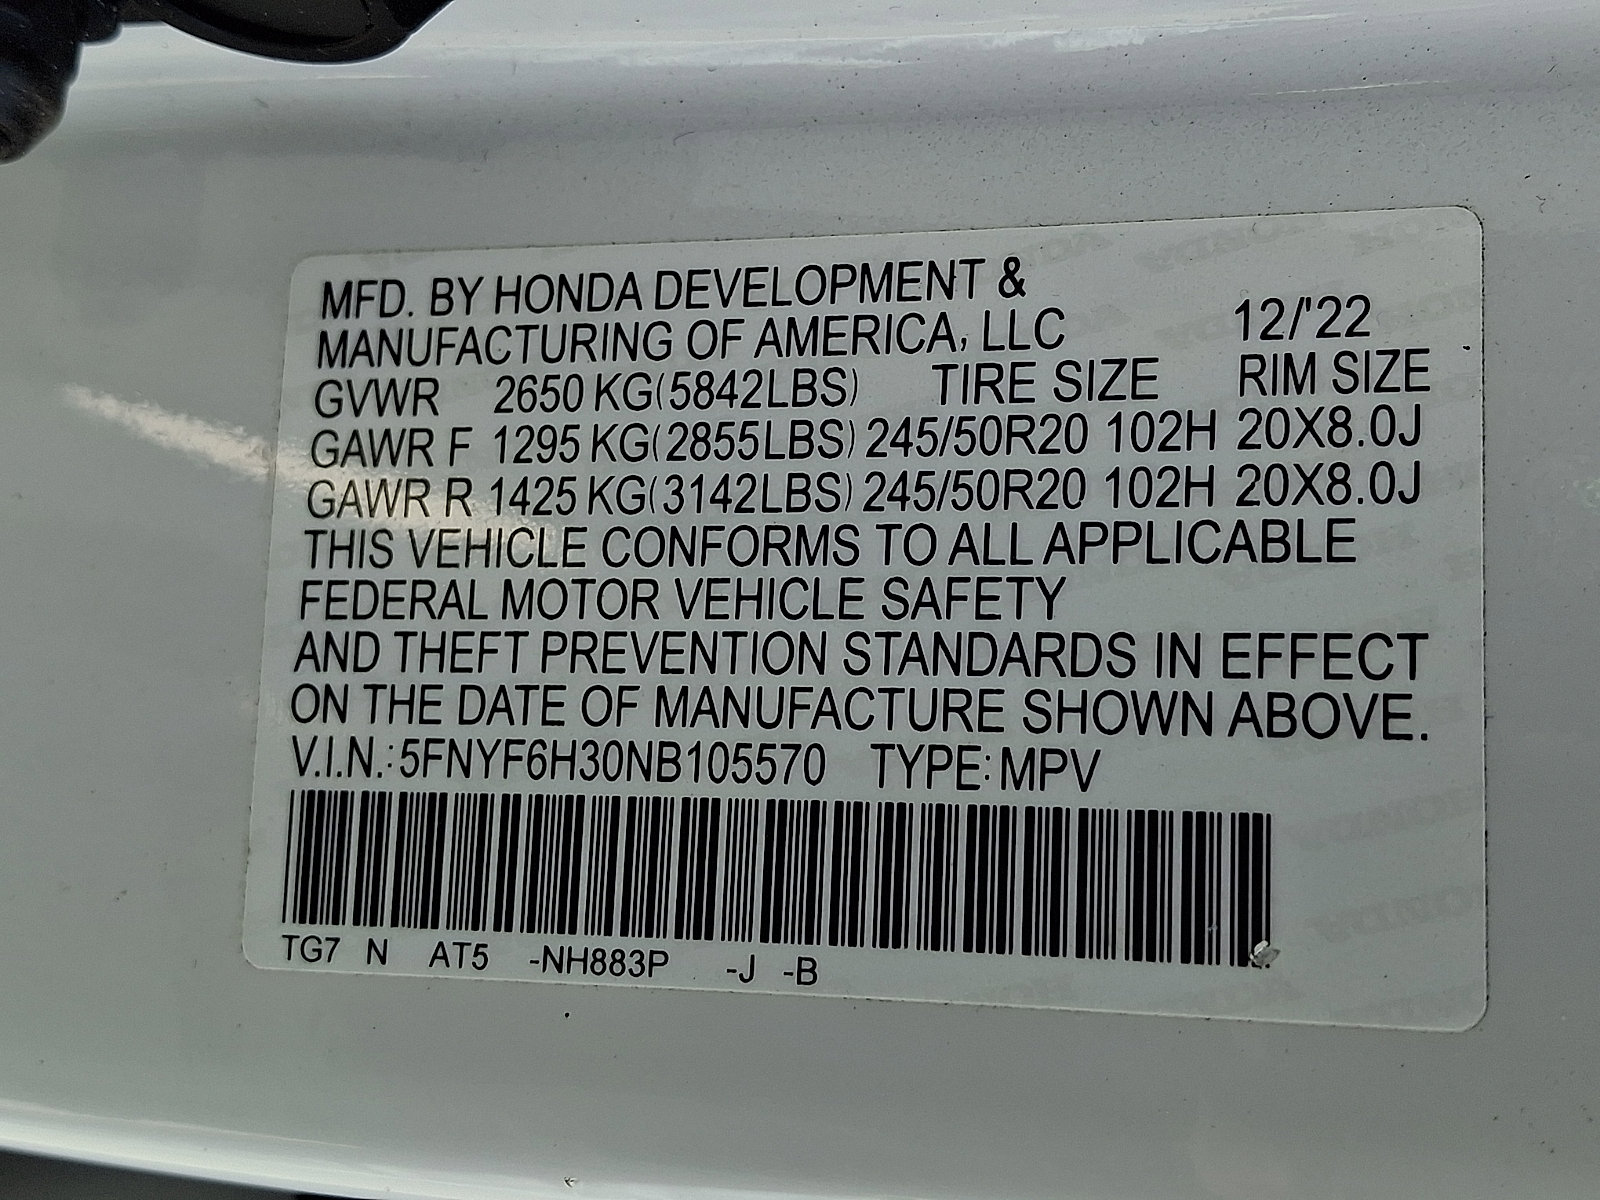 MFD. BY HONDA DEVELOPMENT &
MANUFACTURING OF AMERICA, LLC 12/'22
GVWR 2650 KG(5842LBS) TIRE SIZE RIM SIZE
GAWR F 1295 KG(2855LBS) 245/50R20 102H 20X8.0J
GAWR R 1425 KG(3142LBS) 245/50R20 102H 20X8.0J
THIS VEHICLE CONFORMS TO ALL APPLICABLE
FEDERAL MOTOR VEHICLE SAFETY
AND THEFT PREVENTION STANDARDS IN EFFECT
ON THE DATE OF MANUFACTURE SHOWN ABOVE.
V.I.N.:5FNYF6H30NB105570 TYPE:MPV
TG7 N AT5 -NH883P -J -B